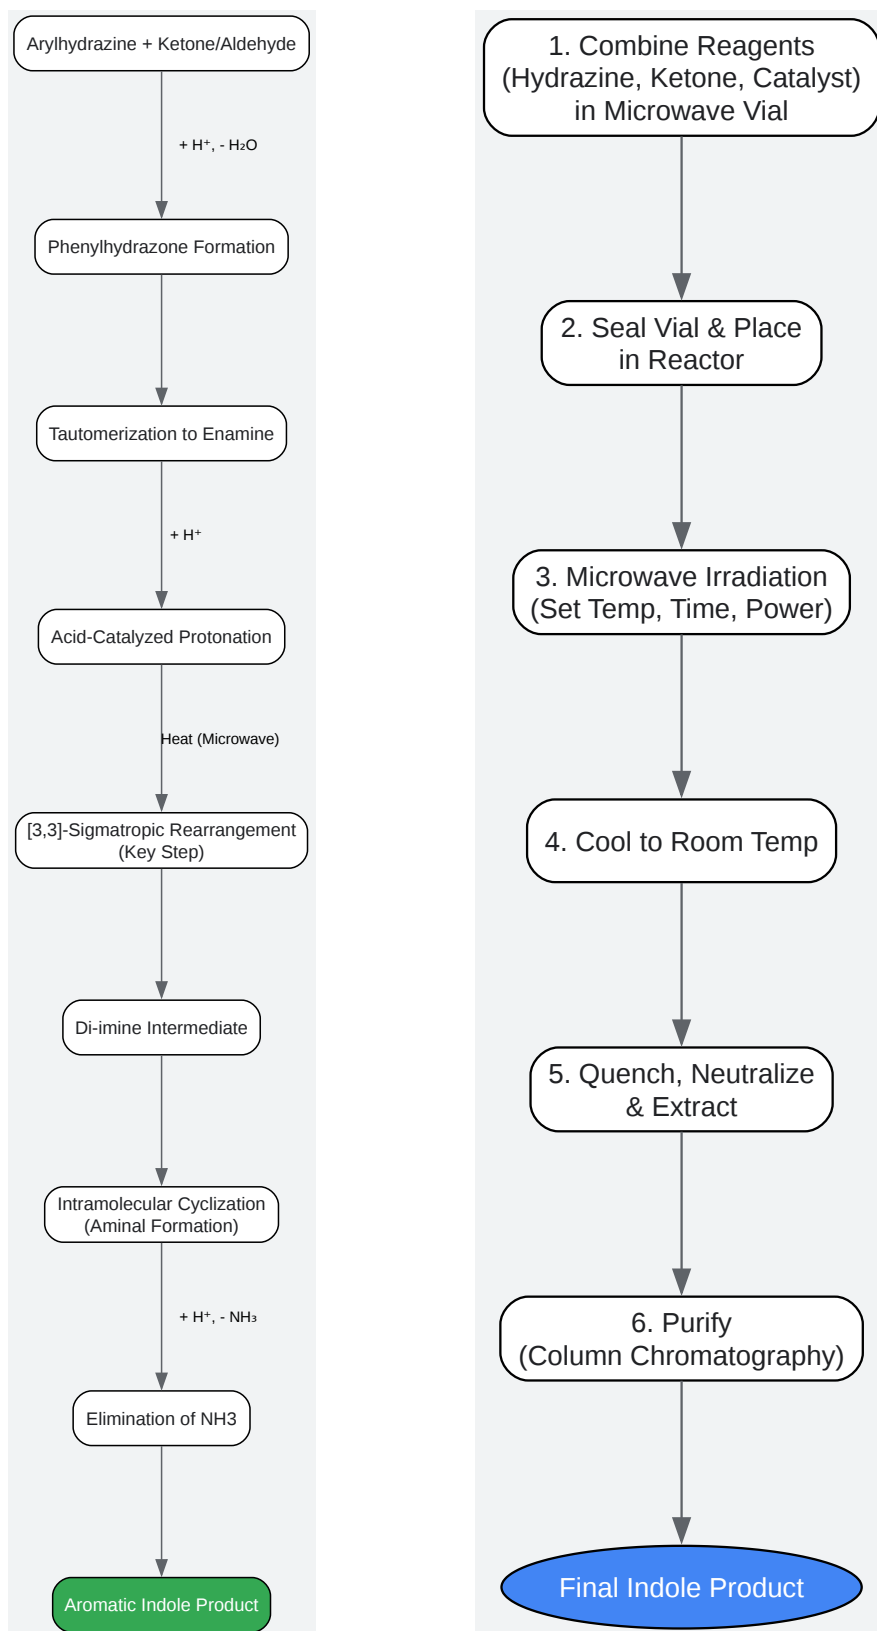 Arylhydrazine + Ketone/Aldehyde
+ H⁺, - H₂O
Phenylhydrazone Formation
Tautomerization to Enamine
+ H⁺
Acid-Catalyzed Protonation
Heat (Microwave)
[3,3]-Sigmatropic Rearrangement
(Key Step)
Di-imine Intermediate
Intramolecular Cyclization
(Aminal Formation)
+ H⁺, - NH₃
Elimination of NH3
Aromatic Indole Product
1. Combine Reagents
(Hydrazine, Ketone, Catalyst)
in Microwave Vial
2. Seal Vial & Place
in Reactor
3. Microwave Irradiation
(Set Temp, Time, Power)
4. Cool to Room Temp
5. Quench, Neutralize
& Extract
6. Purify
(Column Chromatography)
Final Indole Product